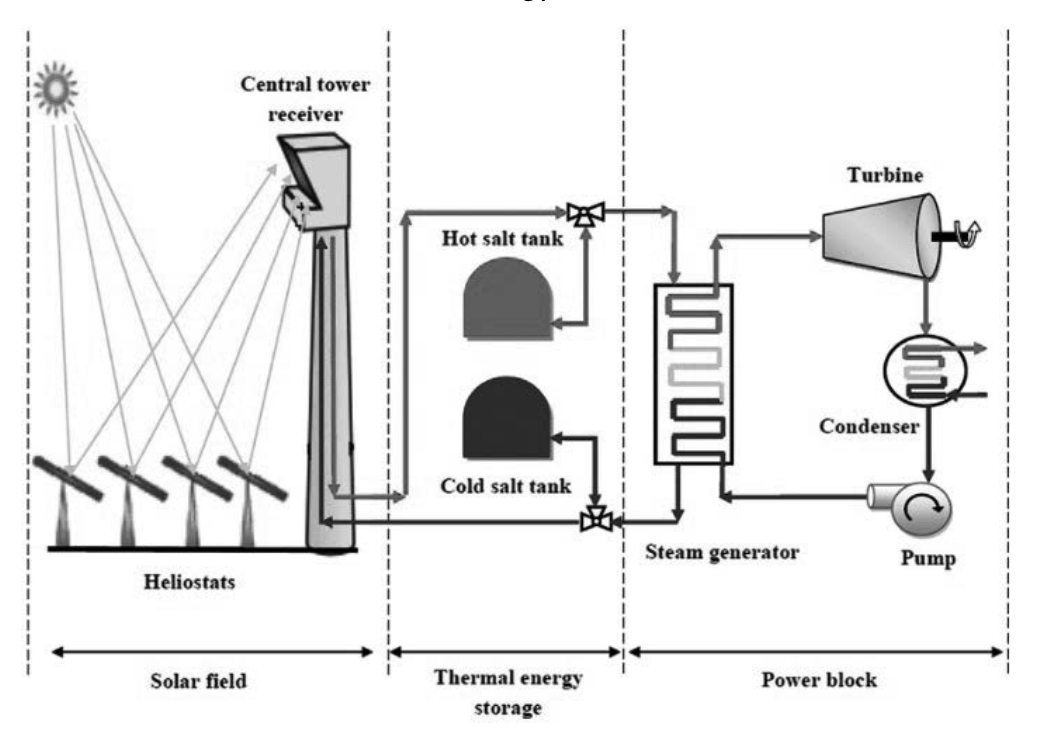 Central tower
receiver
Turbine
Hot salt tank
Condenser
Cold salt tank
Steam generator
Pump
Heliostats
Solar field
Thermal energy
storage
Power block